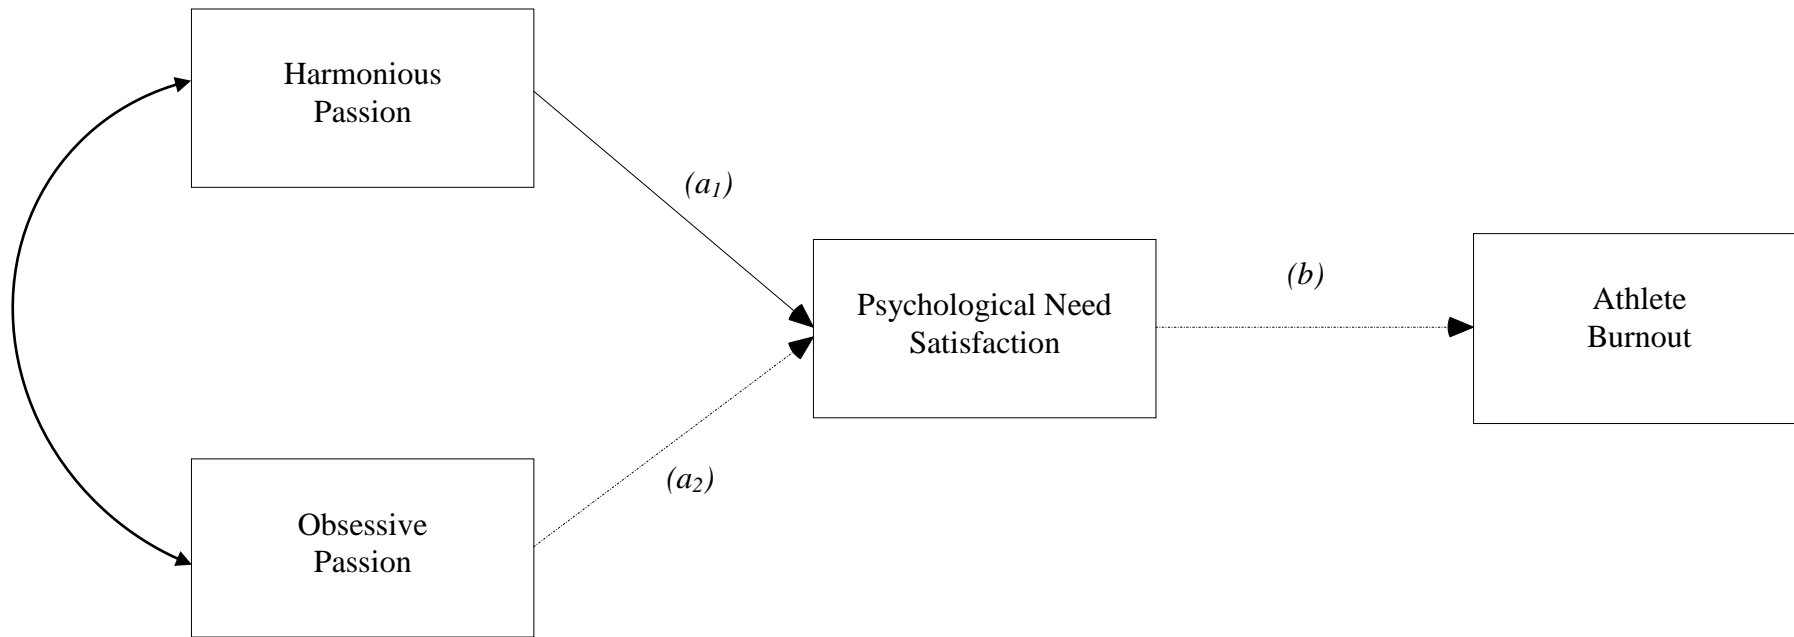 Harmonious
Passion
(a₁)
Psychological Need
Satisfaction
(b)
Athlete
Burnout
(a₂)
Obsessive
Passion